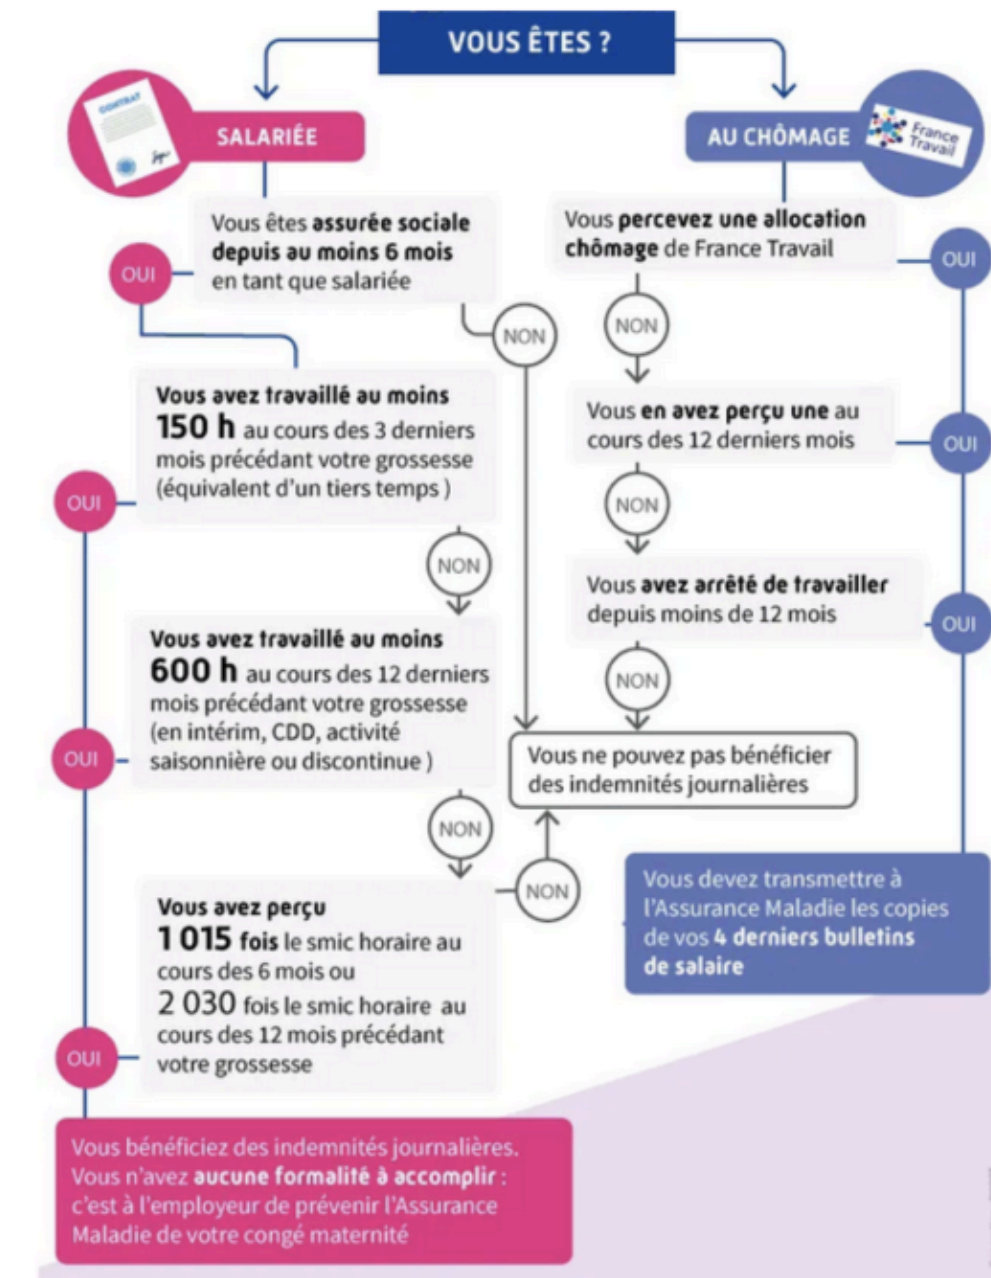 VOUS ÊTES ?
CONTRAT
SALARIÉE
AU CHÔMAGE
France
Travail
Vous êtes assurée sociale
depuis au moins 6 mois
en tant que salariée
OUI
NON
Vous avez travaillé au moins
150 h au cours des 3 derniers
mois précédant votre grossesse
(équivalent d'un tiers temps )
OUI
NON
Vous avez travaillé au moins
600 h au cours des 12 derniers
mois précédant votre grossesse
(en intérim, CDD, activité
saisonnière ou discontinue )
OUI
NON
Vous avez perçu
1 015 fois le smic horaire au
cours des 6 mois ou
2 030 fois le smic horaire au
cours des 12 mois précédant
votre grossesse
OUI
NON
Vous bénéficiez des indemnités journalières.
Vous n'avez aucune formalité à accomplir :
c'est à l'employeur de prévenir l'Assurance
Maladie de votre congé maternité
Vous percevez une allocation
chômage de France Travail
OUI
NON
Vous en avez perçu une au
cours des 12 derniers mois
OUI
NON
Vous avez arrêté de travailler
depuis moins de 12 mois
OUI
NON
Vous ne pouvez pas bénéficier
des indemnités journalières
Vous devez transmettre à
l'Assurance Maladie les copies
de vos 4 derniers bulletins
de salaire